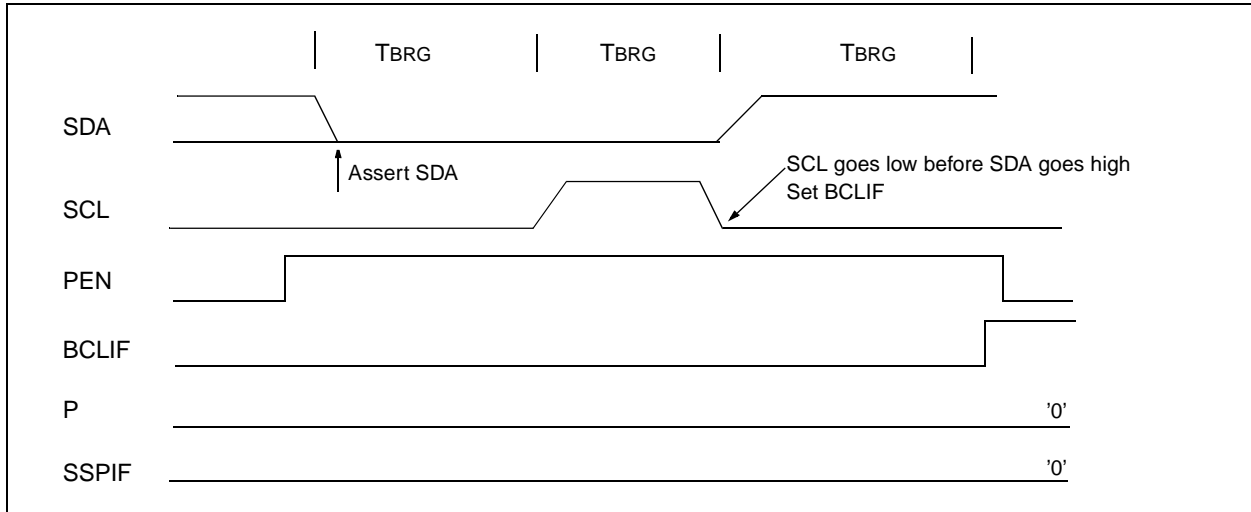 TBRG TBRG TBRG
SDA
Assert SDA
SCL goes low before SDA goes high
Set BCLIF
SCL
PEN
BCLIF
P
'0'
SSPIF
'0'